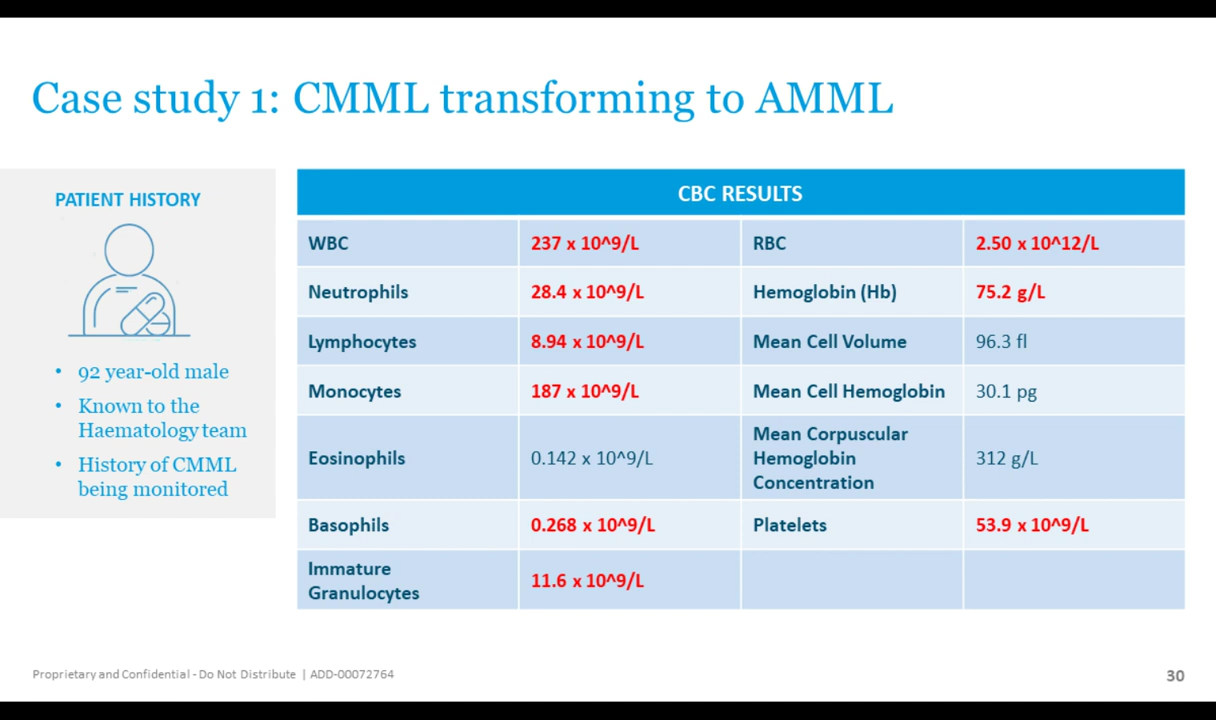 Case study 1: CMML transforming to AMML
PATIENT HISTORY
• 92 year-old male
• Known to the
Haematology team
• History of CMML
being monitored
CBC RESULTS
WBC 237 x 10^9/L RBC 2.50 x 10^12/L
Neutrophils 28.4 x 10^9/L Hemoglobin (Hb) 75.2 g/L
Lymphocytes 8.94 x 10^9/L Mean Cell Volume 96.3 fl
Monocytes 187 x 10^9/L Mean Cell Hemoglobin 30.1 pg
Eosinophils 0.142 x 10^9/L Mean Corpuscular
Hemoglobin
Concentration 312 g/L
Basophils 0.268 x 10^9/L Platelets 53.9 x 10^9/L
Immature
Granulocytes 11.6 x 10^9/L
Proprietary and Confidential - Do Not Distribute | ADD-00072764
30